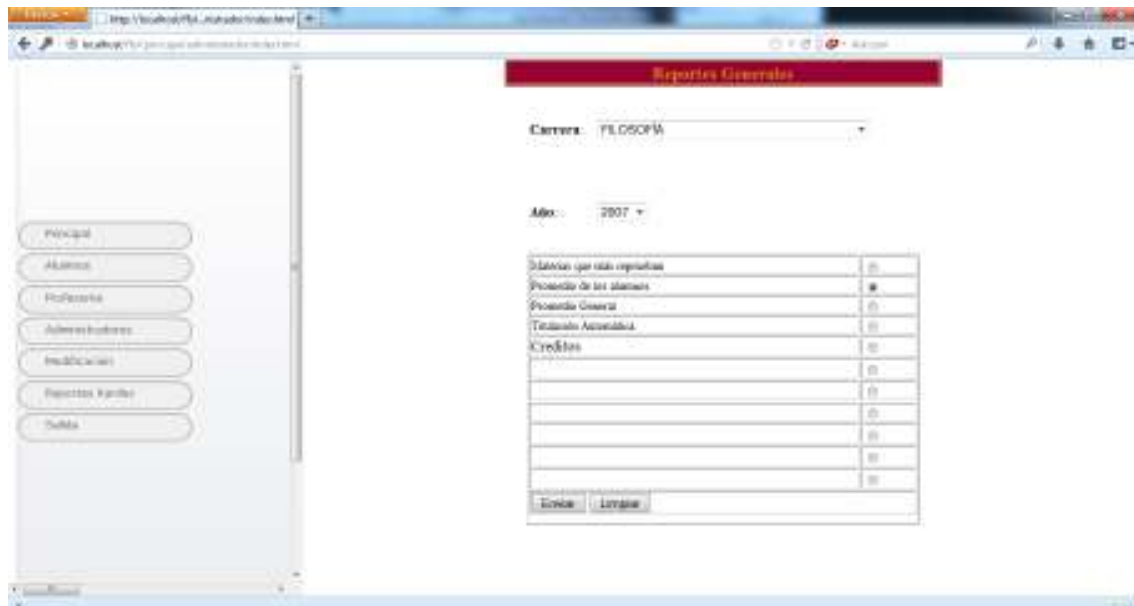 Reportes Generales
Carrera: FILOSOFÍA
Año: 2007
Principal
Alumnos
Profesores
Administradores
Modificacion
Reportes
Salida
Materias que más reprueban
Promedio de los alumnos
Promedio General
Titulación Automática
Creditos
Enviar Limpiar